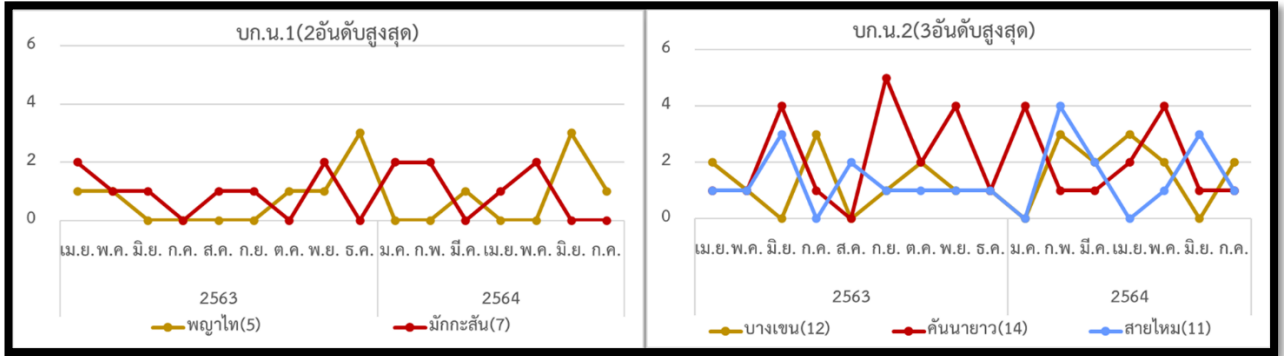 บก.น.1(2อันดับสูงสุด)
6
4
2
0
เม.ย. พ.ค. มิ.ย. ก.ค. ส.ค. ก.ย. ต.ค. พ.ย. ธ.ค. ม.ค. ก.พ. มี.ค. เม.ย. พ.ค. มิ.ย. ก.ค.
2563 2564
พญาไท(5) มักกะสัน(7)
บก.น.2(3อันดับสูงสุด)
6
4
2
0
เม.ย. พ.ค. มิ.ย. ก.ค. ส.ค. ก.ย. ต.ค. พ.ย. ธ.ค. ม.ค. ก.พ. มี.ค. เม.ย. พ.ค. มิ.ย. ก.ค.
2563 2564
บางเขน(12) คันนายาว(14) สายไหม(11)